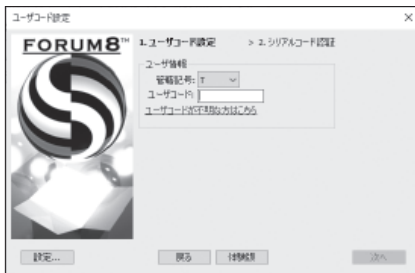 ユーザコード設定
FORUM8™
1.ユーザコード設定 > 2.シリアルコード認証
ユーザ情報
管轄記号: T
ユーザコード:
ユーザコードが不明な方はこちら
設定...
戻る
体験版
次へ